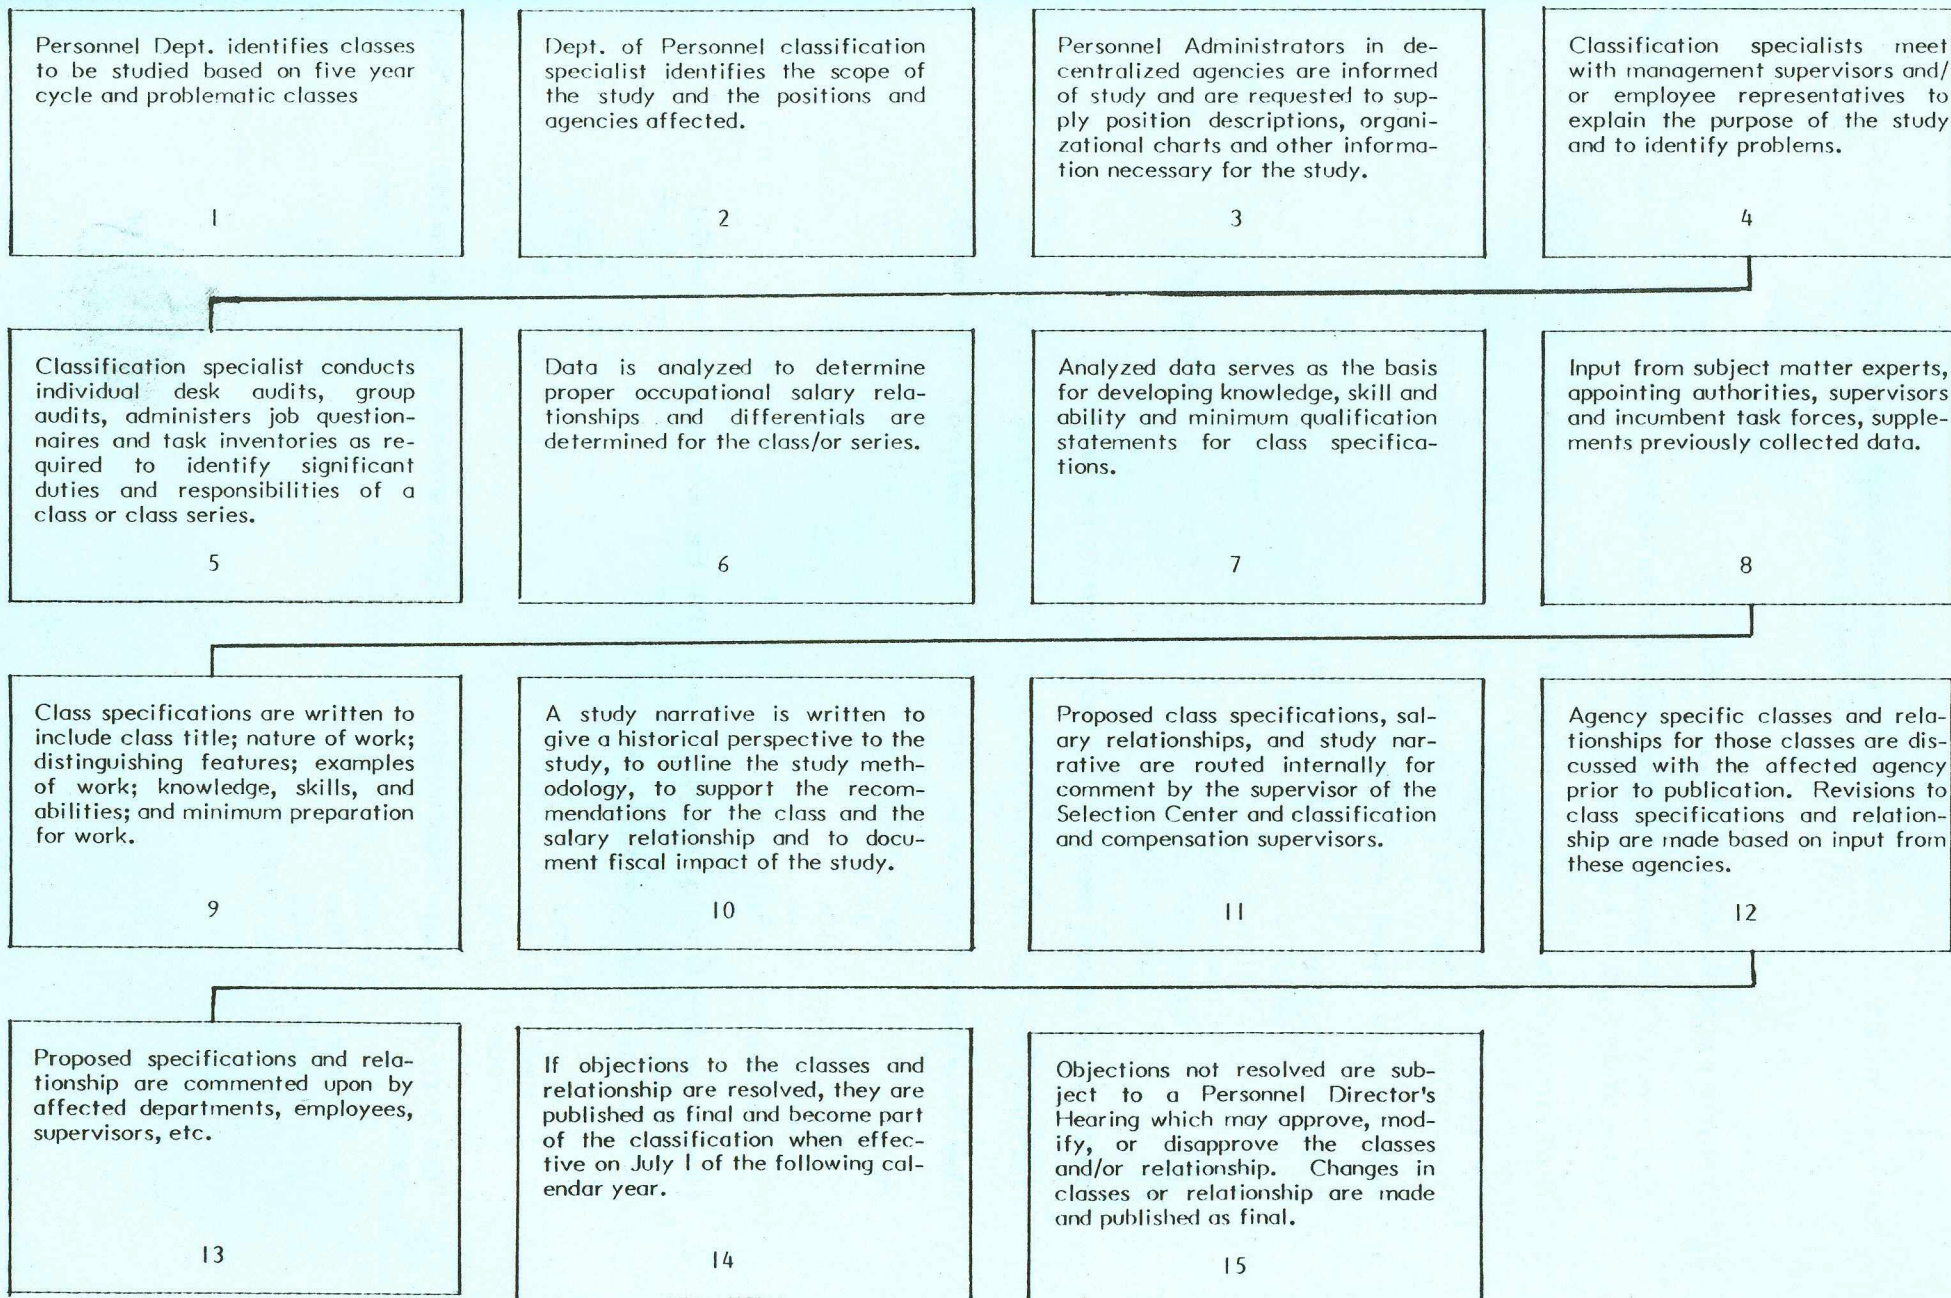 Personnel Dept. identifies classes
to be studied based on five year
cycle and problematic classes
1
Dept. of Personnel classification
specialist identifies the scope of
the study and the positions and
agencies affected.
2
Personnel Administrators in de-
centralized agencies are informed
of study and are requested to sup-
ply position descriptions, organi-
zational charts and other informa-
tion necessary for the study.
3
Classification specialists meet
with management supervisors and/
or employee representatives to
explain the purpose of the study
and to identify problems.
4
Classification specialist conducts
individual desk audits, group
audits, administers job question-
naires and task inventories as re-
quired to identify significant
duties and responsibilities of a
class or class series.
5
Data is analyzed to determine
proper occupational salary rela-
tionships and differentials are
determined for the class/or series.
6
Analyzed data serves as the basis
for developing knowledge, skill and
ability and minimum qualification
statements for class specifica-
tions.
7
Input from subject matter experts,
appointing authorities, supervisors
and incumbent task forces, supple-
ments previously collected data.
8
Class specifications are written to
include class title; nature of work;
distinguishing features; examples
of work; knowledge, skills, and
abilities; and minimum preparation
for work.
9
A study narrative is written to
give a historical perspective to the
study, to outline the study meth-
odology, to support the recom-
mendations for the class and the
salary relationship and to docu-
ment fiscal impact of the study.
10
Proposed class specifications, sal-
ary relationships, and study nar-
rative are routed internally for
comment by the supervisor of the
Selection Center and classification
and compensation supervisors.
11
Agency specific classes and rela-
tionships for those classes are dis-
cussed with the affected agency
prior to publication. Revisions to
class specifications and relation-
ship are made based on input from
these agencies.
12
Proposed specifications and rela-
tionship are commented upon by
affected departments, employees,
supervisors, etc.
13
If objections to the classes and
relationship are resolved, they are
published as final and become part
of the classification when effec-
tive on July 1 of the following cal-
endar year.
14
Objections not resolved are sub-
ject to a Personnel Director's
Hearing which may approve, mod-
ify, or disapprove the classes
and/or relationship. Changes in
classes or relationship are made
and published as final.
15